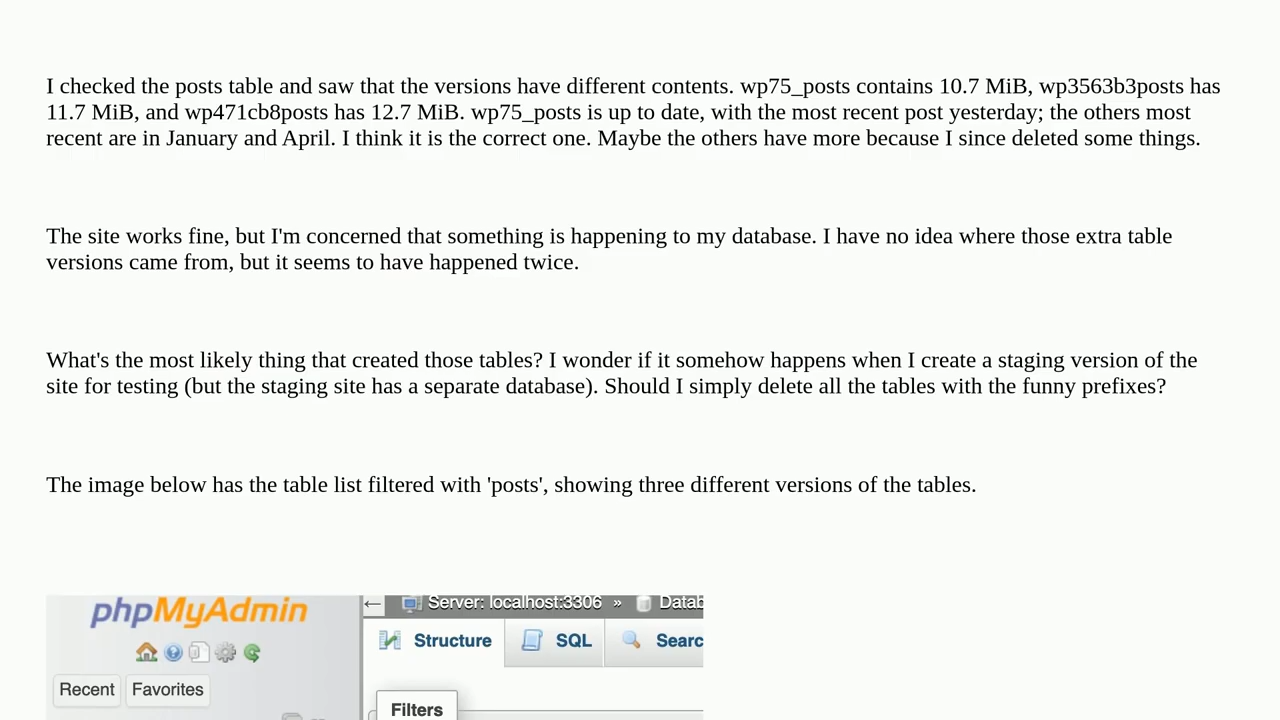 I checked the posts table and saw that the versions have different contents. wp75_posts contains 10.7 MiB, wp3563b3posts has
11.7 MiB, and wp471cb8posts has 12.7 MiB. wp75_posts is up to date, with the most recent post yesterday; the others most
recent are in January and April. I think it is the correct one. Maybe the others have more because I since deleted some things.
The site works fine, but I'm concerned that something is happening to my database. I have no idea where those extra table
versions came from, but it seems to have happened twice.
What's the most likely thing that created those tables? I wonder if it somehow happens when I create a staging version of the
site for testing (but the staging site has a separate database). Should I simply delete all the tables with the funny prefixes?
The image below has the table list filtered with 'posts', showing three different versions of the tables.
phpMyAdmin
← Server: localhost:3306 » Datab
Structure SQL Searc
Recent Favorites
Filters